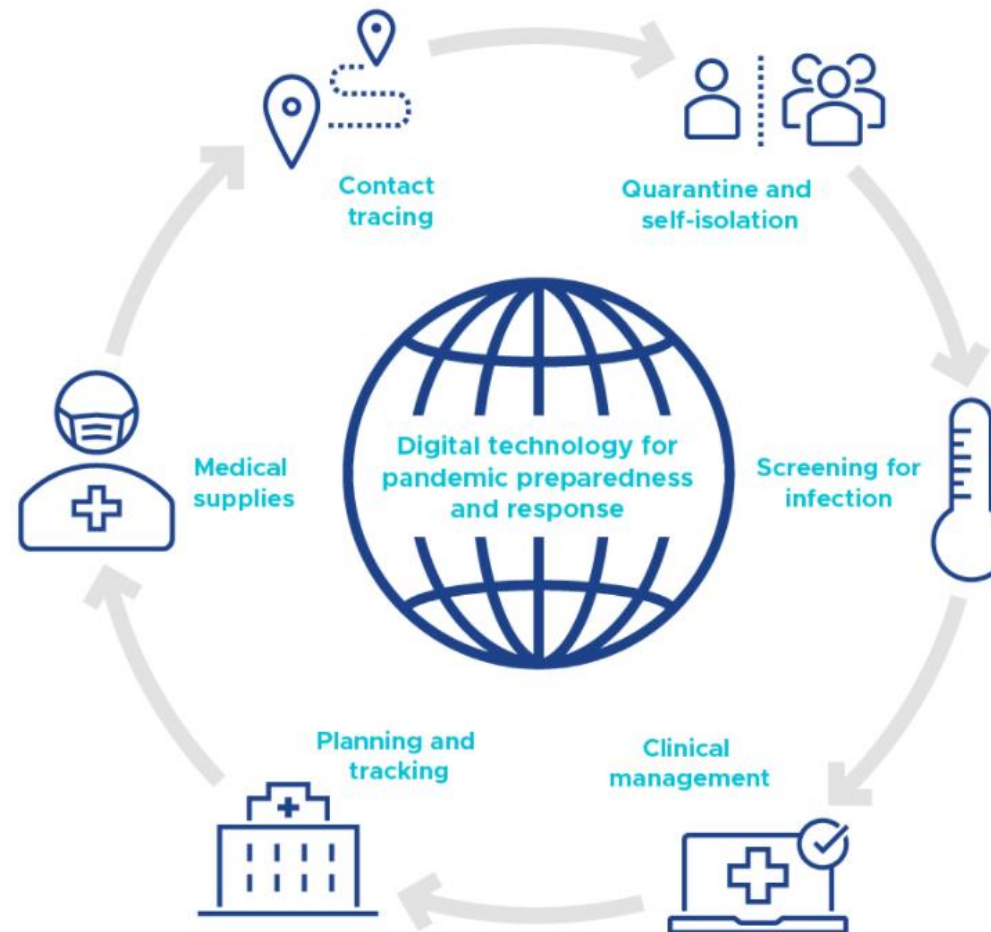 Contact
tracing
Quarantine and
self-isolation
Medical
supplies
Digital technology for
pandemic preparedness
and response
Screening for
infection
Planning and
tracking
Clinical
management